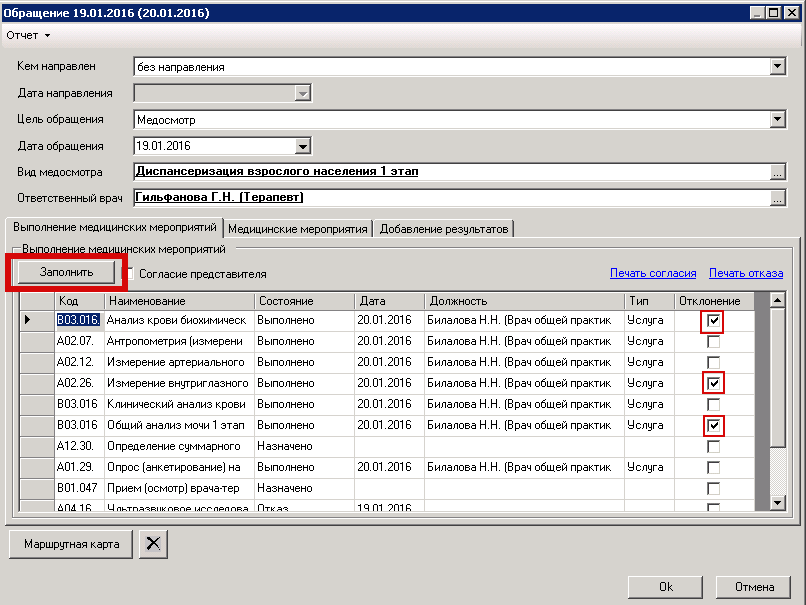 Обращение 19.01.2016 (20.01.2016)
Отчет
Кем направлен без направления
Дата направления
Цель обращения Медосмотр
Дата обращения 19.01.2016
Вид медосмотра Диспансеризация взрослого населения 1 этап ...
Ответственный врач Гильфанова Г.Н. (Терапевт) ...
Выполнение медицинских мероприятий Медицинские мероприятия Добавление результатов
Выполнение медицинских мероприятий
Заполнить Согласие представителя Печать согласия Печать отказа
Код Наименование Состояние Дата Должность Тип Отклонение
B03.016. Анализ крови биохимическ Выполнено 20.01.2016 Билалова Н.Н. (Врач общей практик Услуга
A02.07. Антропометрия (измерени Выполнено 20.01.2016 Билалова Н.Н. (Врач общей практик Услуга
A02.12. Измерение артериального Выполнено 20.01.2016 Билалова Н.Н. (Врач общей практик Услуга
A02.26. Измерение внутриглазного Выполнено 20.01.2016 Билалова Н.Н. (Врач общей практик Услуга
B03.016 Клинический анализ крови Выполнено 20.01.2016 Билалова Н.Н. (Врач общей практик Услуга
B03.016 Общий анализ мочи 1 этап Выполнено 20.01.2016 Билалова Н.Н. (Врач общей практик Услуга
A12.30. Определение суммарного Назначено
A01.29. Опрос (анкетирование) на Выполнено 20.01.2016 Билалова Н.Н. (Врач общей практик Услуга
B01.047 Прием (осмотр) врача-тер Назначено
A04.16. Ультразвуковое исследова Отказ 19.01.2016
Маршрутная карта
Ok Отмена